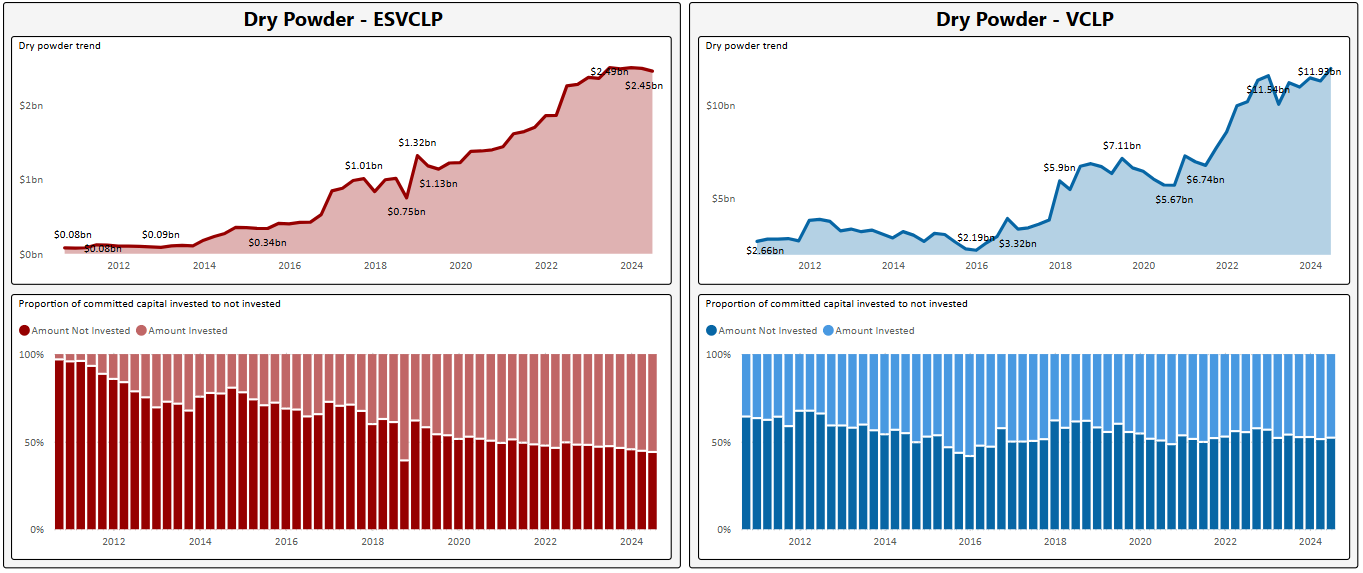 Dry Powder - ESVCLP
Dry powder trend
$2bn
$1bn
$0bn
$0.08bn
$0.08bn
$0.09bn
$0.34bn
$1.01bn
$0.75bn
$1.32bn
$1.13bn
$2.49bn
$2.45bn
2012 2014 2016 2018 2020 2022 2024
Proportion of committed capital invested to not invested
Amount Not Invested Amount Invested
100%
50%
0%
2012 2014 2016 2018 2020 2022 2024
Dry Powder - VCLP
Dry powder trend
$10bn
$5bn
$2.66bn
$2.19bn
$3.32bn
$5.9bn
$7.11bn
$5.67bn
$6.74bn
$11.54bn
$11.93bn
2012 2014 2016 2018 2020 2022 2024
Proportion of committed capital invested to not invested
Amount Not Invested Amount Invested
100%
50%
0%
2012 2014 2016 2018 2020 2022 2024